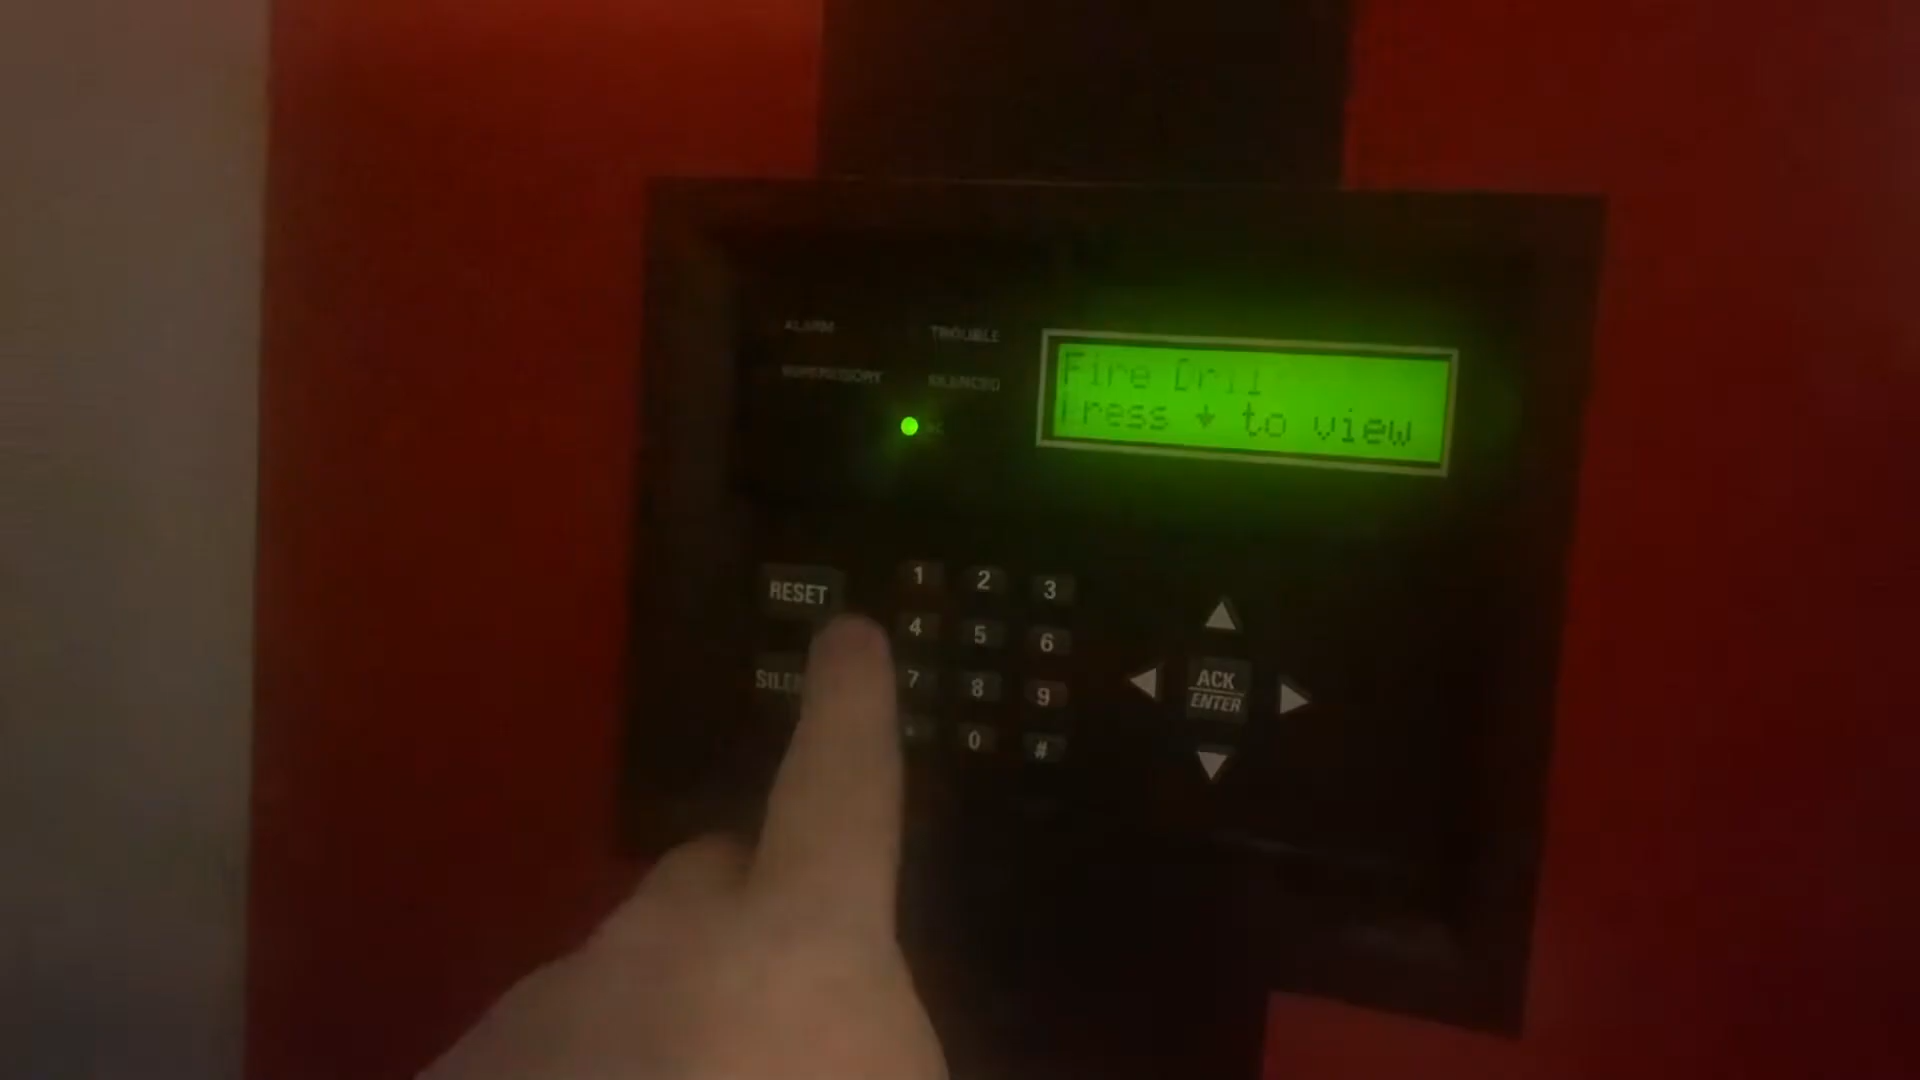 ALARM
TROUBLE
SUPERVISORY
SILENCED
Fire Drill
Press ↓ to view
RESET
SILEN
1 2 3
4 5 6
7 8 9
* 0 #
ACK
ENTER